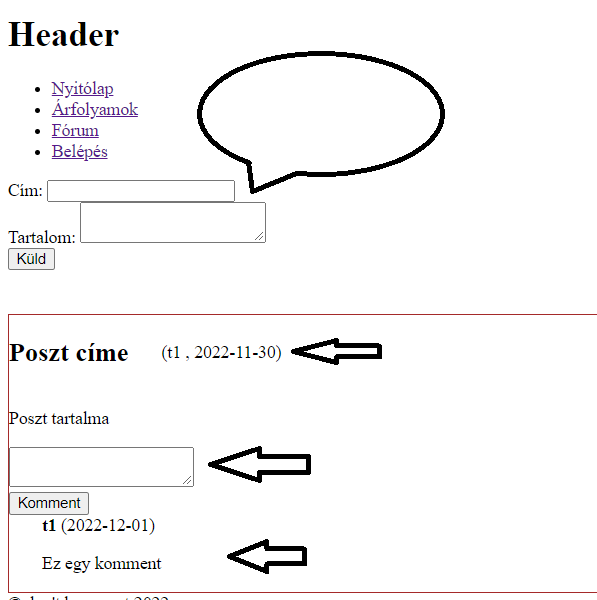 Header
Nyitólap
Árfolyamok
Fórum
Belépés
Cím:
Tartalom:
Küld
Poszt címe (t1 , 2022-11-30)
Poszt tartalma
Komment
t1 (2022-12-01)
Ez egy komment